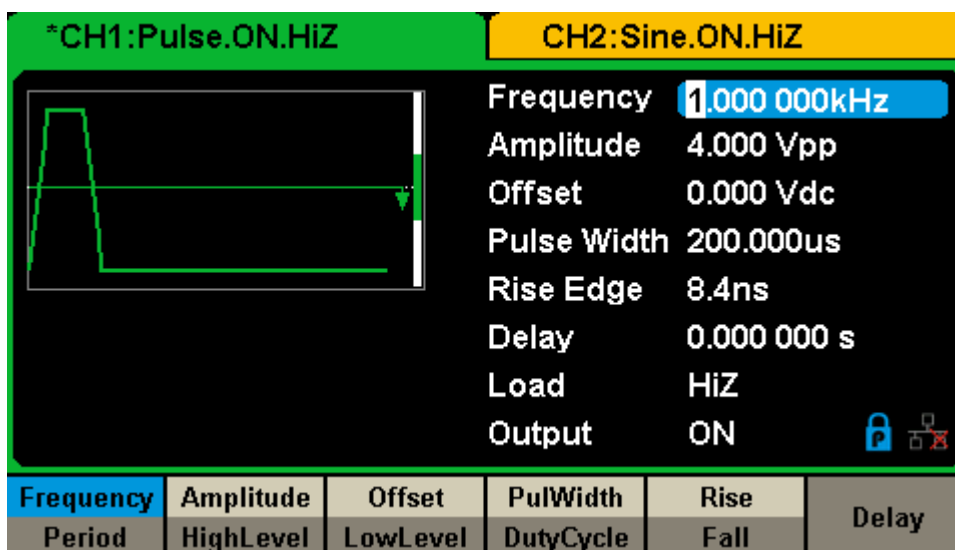 *CH1:Pulse.ON.HiZ
CH2:Sine.ON.HiZ
Frequency 1.000 000kHz
Amplitude 4.000 Vpp
Offset 0.000 Vdc
Pulse Width 200.000us
Rise Edge 8.4ns
Delay 0.000 000 s
Load HiZ
Output ON
P
Frequency Amplitude Offset PulWidth Rise
Delay
Period HighLevel LowLevel DutyCycle Fall